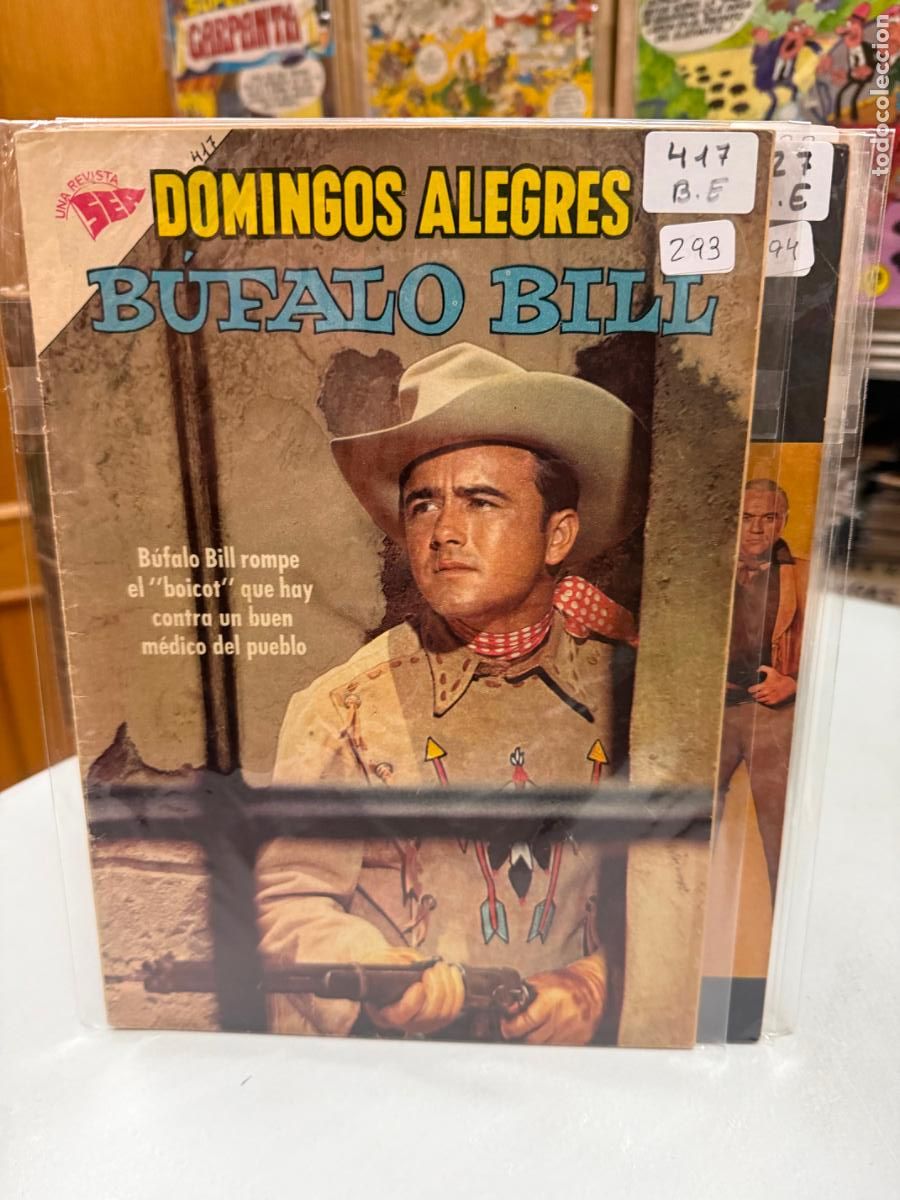 CARPANTA
UNA REVISTA
SEA
417
DOMINGOS ALEGRES
BÚFALO BILL
417
B.E
293
27
.E
94
Búfalo Bill rompe
el "boicot" que hay
contra un buen
médico del pueblo
todocoleccion